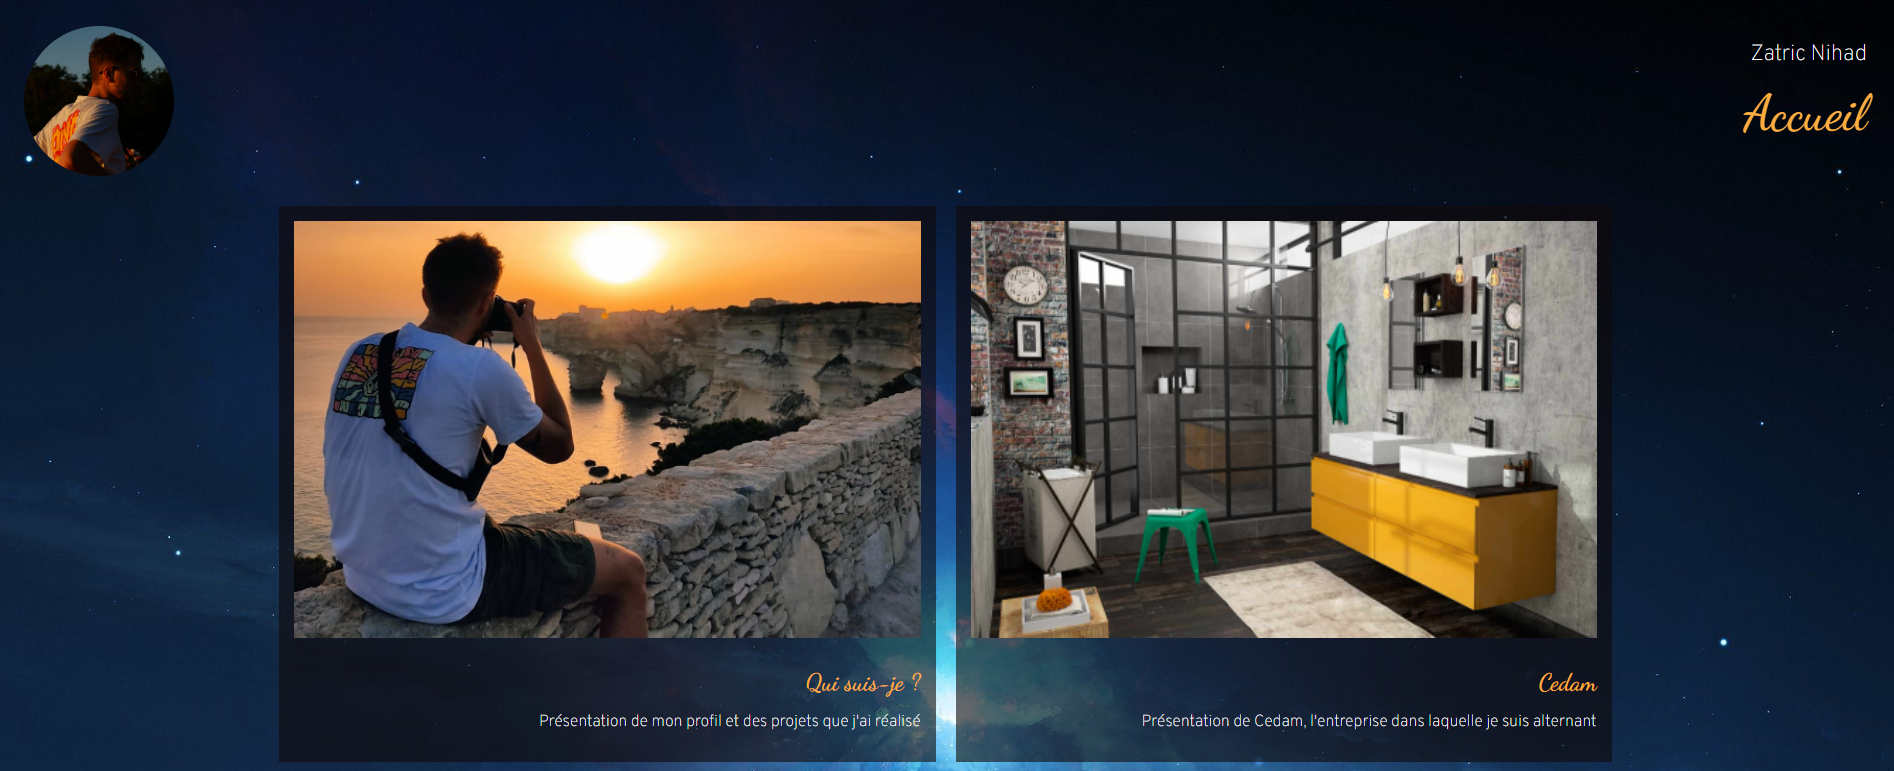 Zatric Nihad
Accueil
Qui suis-je ?
Présentation de mon profil et des projets que j'ai réalisé
Cedam
Présentation de Cedam, l'entreprise dans laquelle je suis alternant